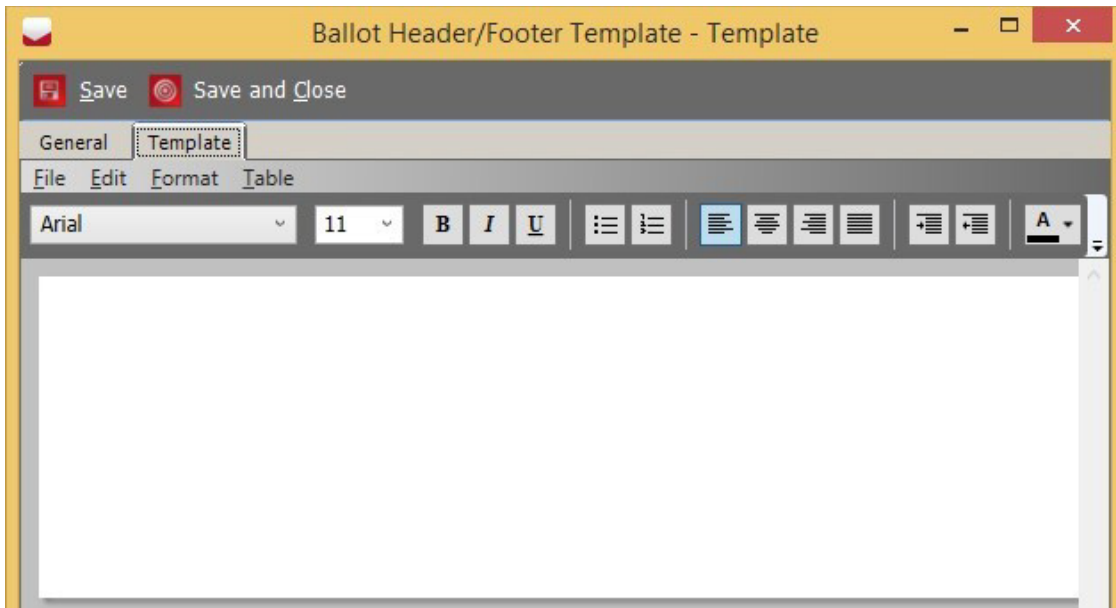 Ballot Header/Footer Template - Template
Save Save and Close
General Template
File Edit Format Table
Arial 11 B I U A